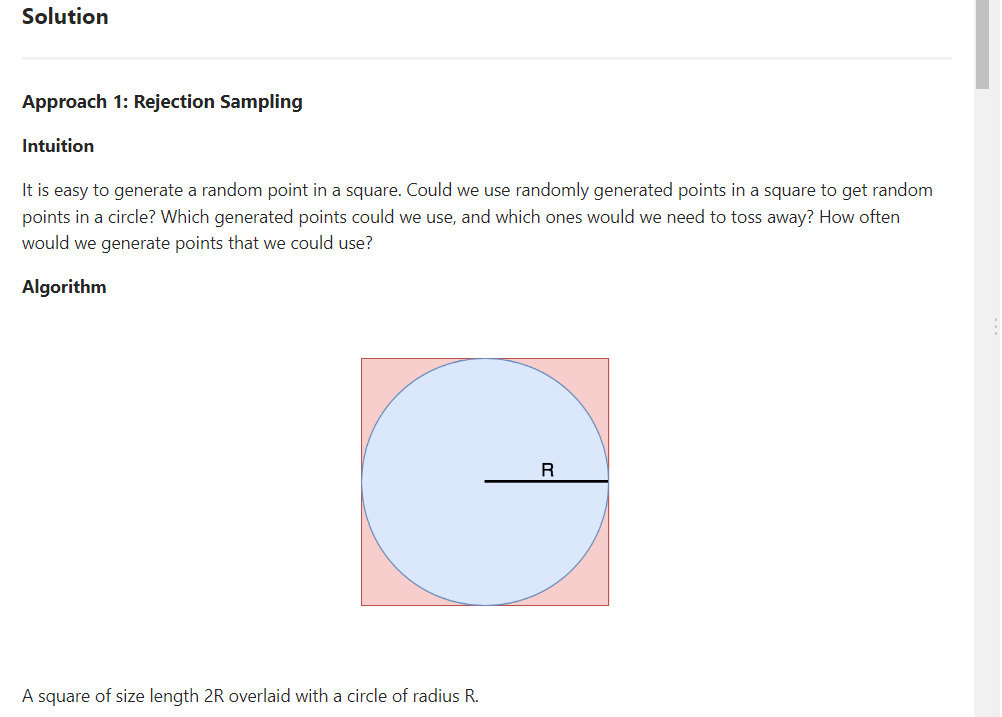 Solution
Approach 1: Rejection Sampling
Intuition
It is easy to generate a random point in a square. Could we use randomly generated points in a square to get random
points in a circle? Which generated points could we use, and which ones would we need to toss away? How often
would we generate points that we could use?
Algorithm
R
A square of size length 2R overlaid with a circle of radius R.